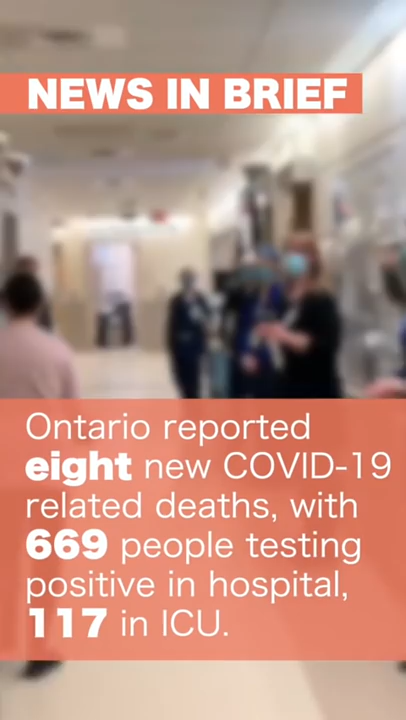 NEWS IN BRIEF
Ontario reported
eight new COVID-19
related deaths, with
669 people testing
positive in hospital,
117 in ICU.